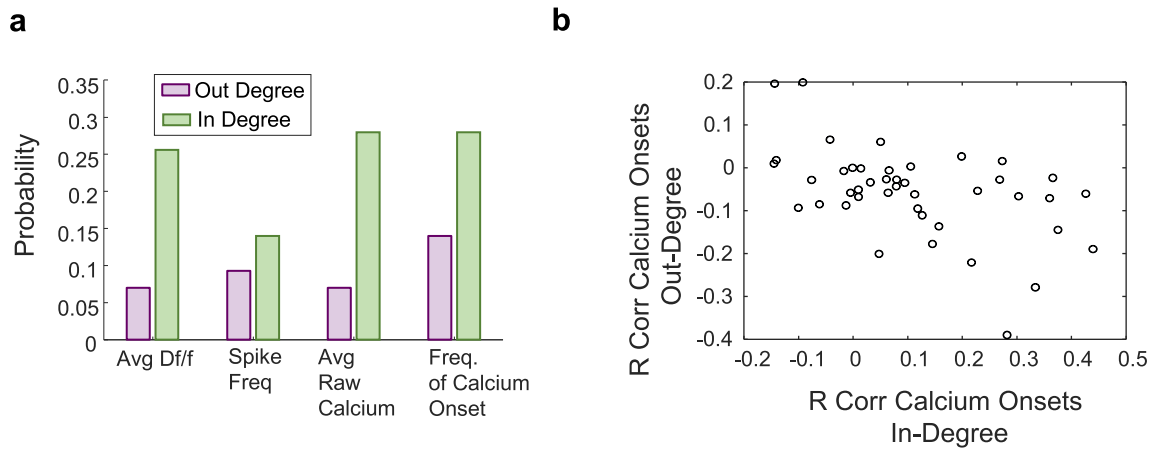 a
Probability
0.35
0.3
0.25
0.2
0.15
0.1
0.05
0
Out Degree
In Degree
Avg Df/f
Spike
Freq
Avg
Raw
Calcium
Freq.
of Calcium
Onset
b
R Corr Calcium Onsets
Out-Degree
0.2
0.1
0
-0.1
-0.2
-0.3
-0.4
-0.2
-0.1
0
0.1
0.2
0.3
0.4
0.5
R Corr Calcium Onsets
In-Degree